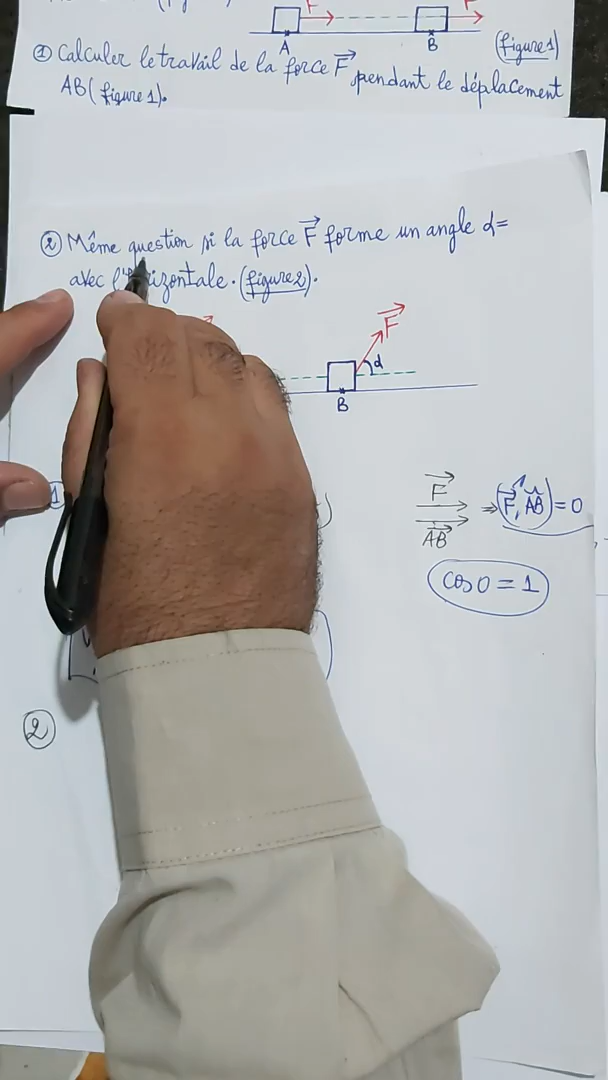 F
A B
(figure1)
① Calculer le travail de la force F⃗ pendant le déplacement
AB (figure 1).
② Même question si la force F⃗ forme un angle α=
avec l'horizontale. (figure2).
F⃗
α
B
F⃗
AB⃗
⇒ (F⃗, AB⃗) = 0
cos 0 = 1
1
②